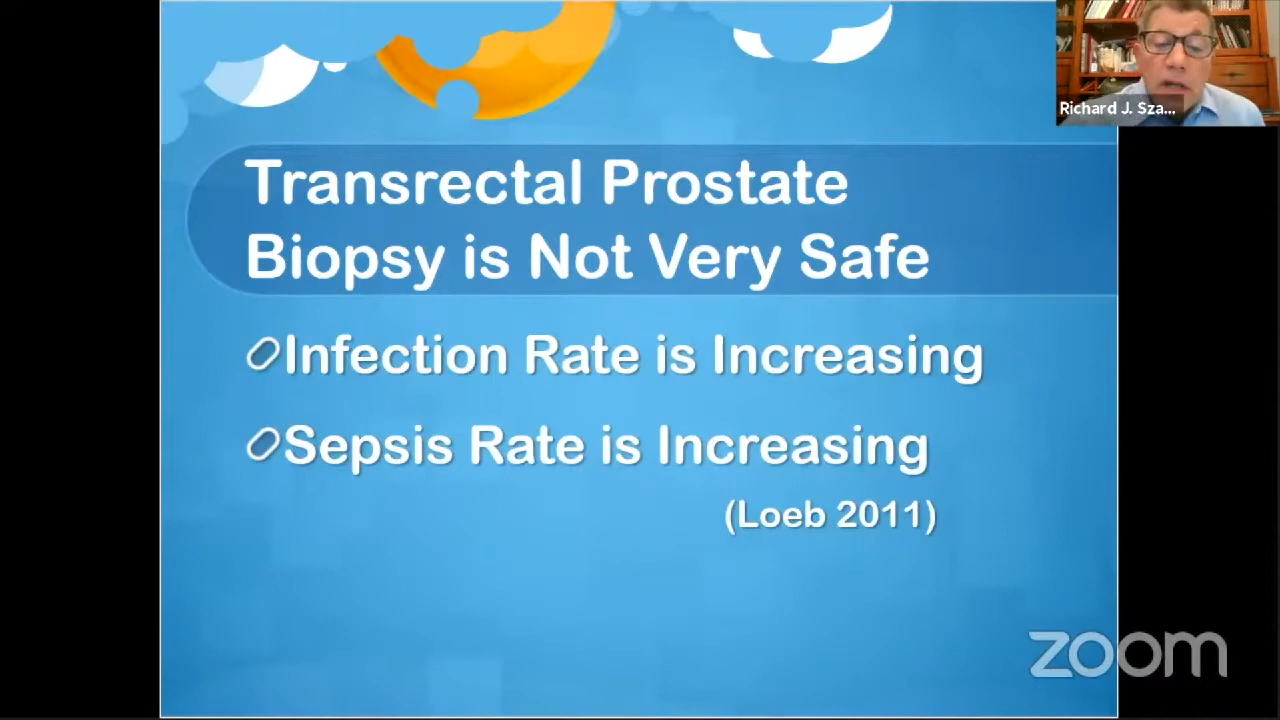 Richard J. Sza...
Transrectal Prostate
Biopsy is Not Very Safe
Infection Rate is Increasing
Sepsis Rate is Increasing
(Loeb 2011)
zoom